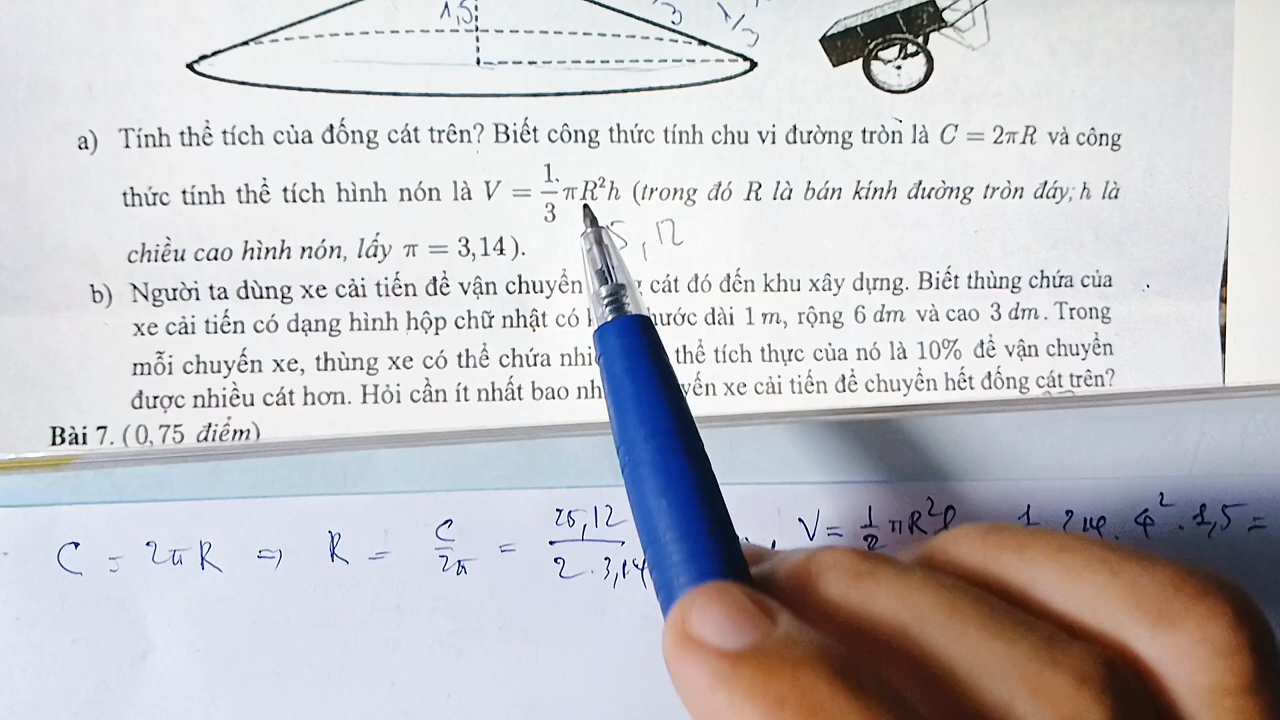 1,5
3
a) Tính thể tích của đống cát trên? Biết công thức tính chu vi đường tròn là C = 2πR và công
thức tính thể tích hình nón là V = 1/3 πR²h (trong đó R là bán kính đường tròn đáy; h là
chiều cao hình nón, lấy π = 3,14).
5,12
b) Người ta dùng xe cải tiến để vận chuyển cát đó đến khu xây dựng. Biết thùng chứa của
xe cải tiến có dạng hình hộp chữ nhật có dài 1 m, rộng 6 dm và cao 3 dm. Trong
mỗi chuyến xe, thùng xe có thể chứa thể tích thực của nó là 10% để vận chuyển
được nhiều cát hơn. Hỏi cần ít nhất bao xe cải tiến để chuyển hết đống cát trên?
Bài 7. (0,75 điểm)
C = 2πR ⇒ R = C/2π = 25,12/2.3,14 V = 1/2 πR² 4² . 1,5 =